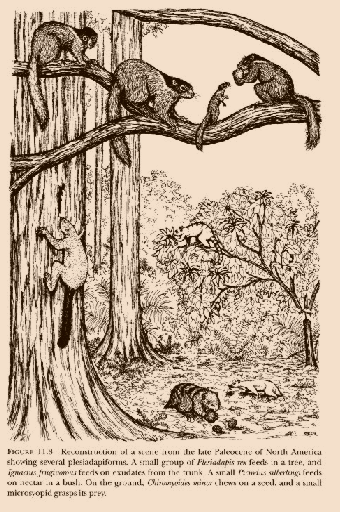 FIGURE 11.8 Reconstruction of a scene from the late Paleocene of North America
showing several plesiadapiforms. A small group of Plesiadapis rex feeds in a tree, and
Ignacius frugivorus feeds on exudates from the trunk. A small feeds
on nectar in a bush. On the ground, Chiromyoides minor chews on a seed, and a small
microsyopid grasps its prey.